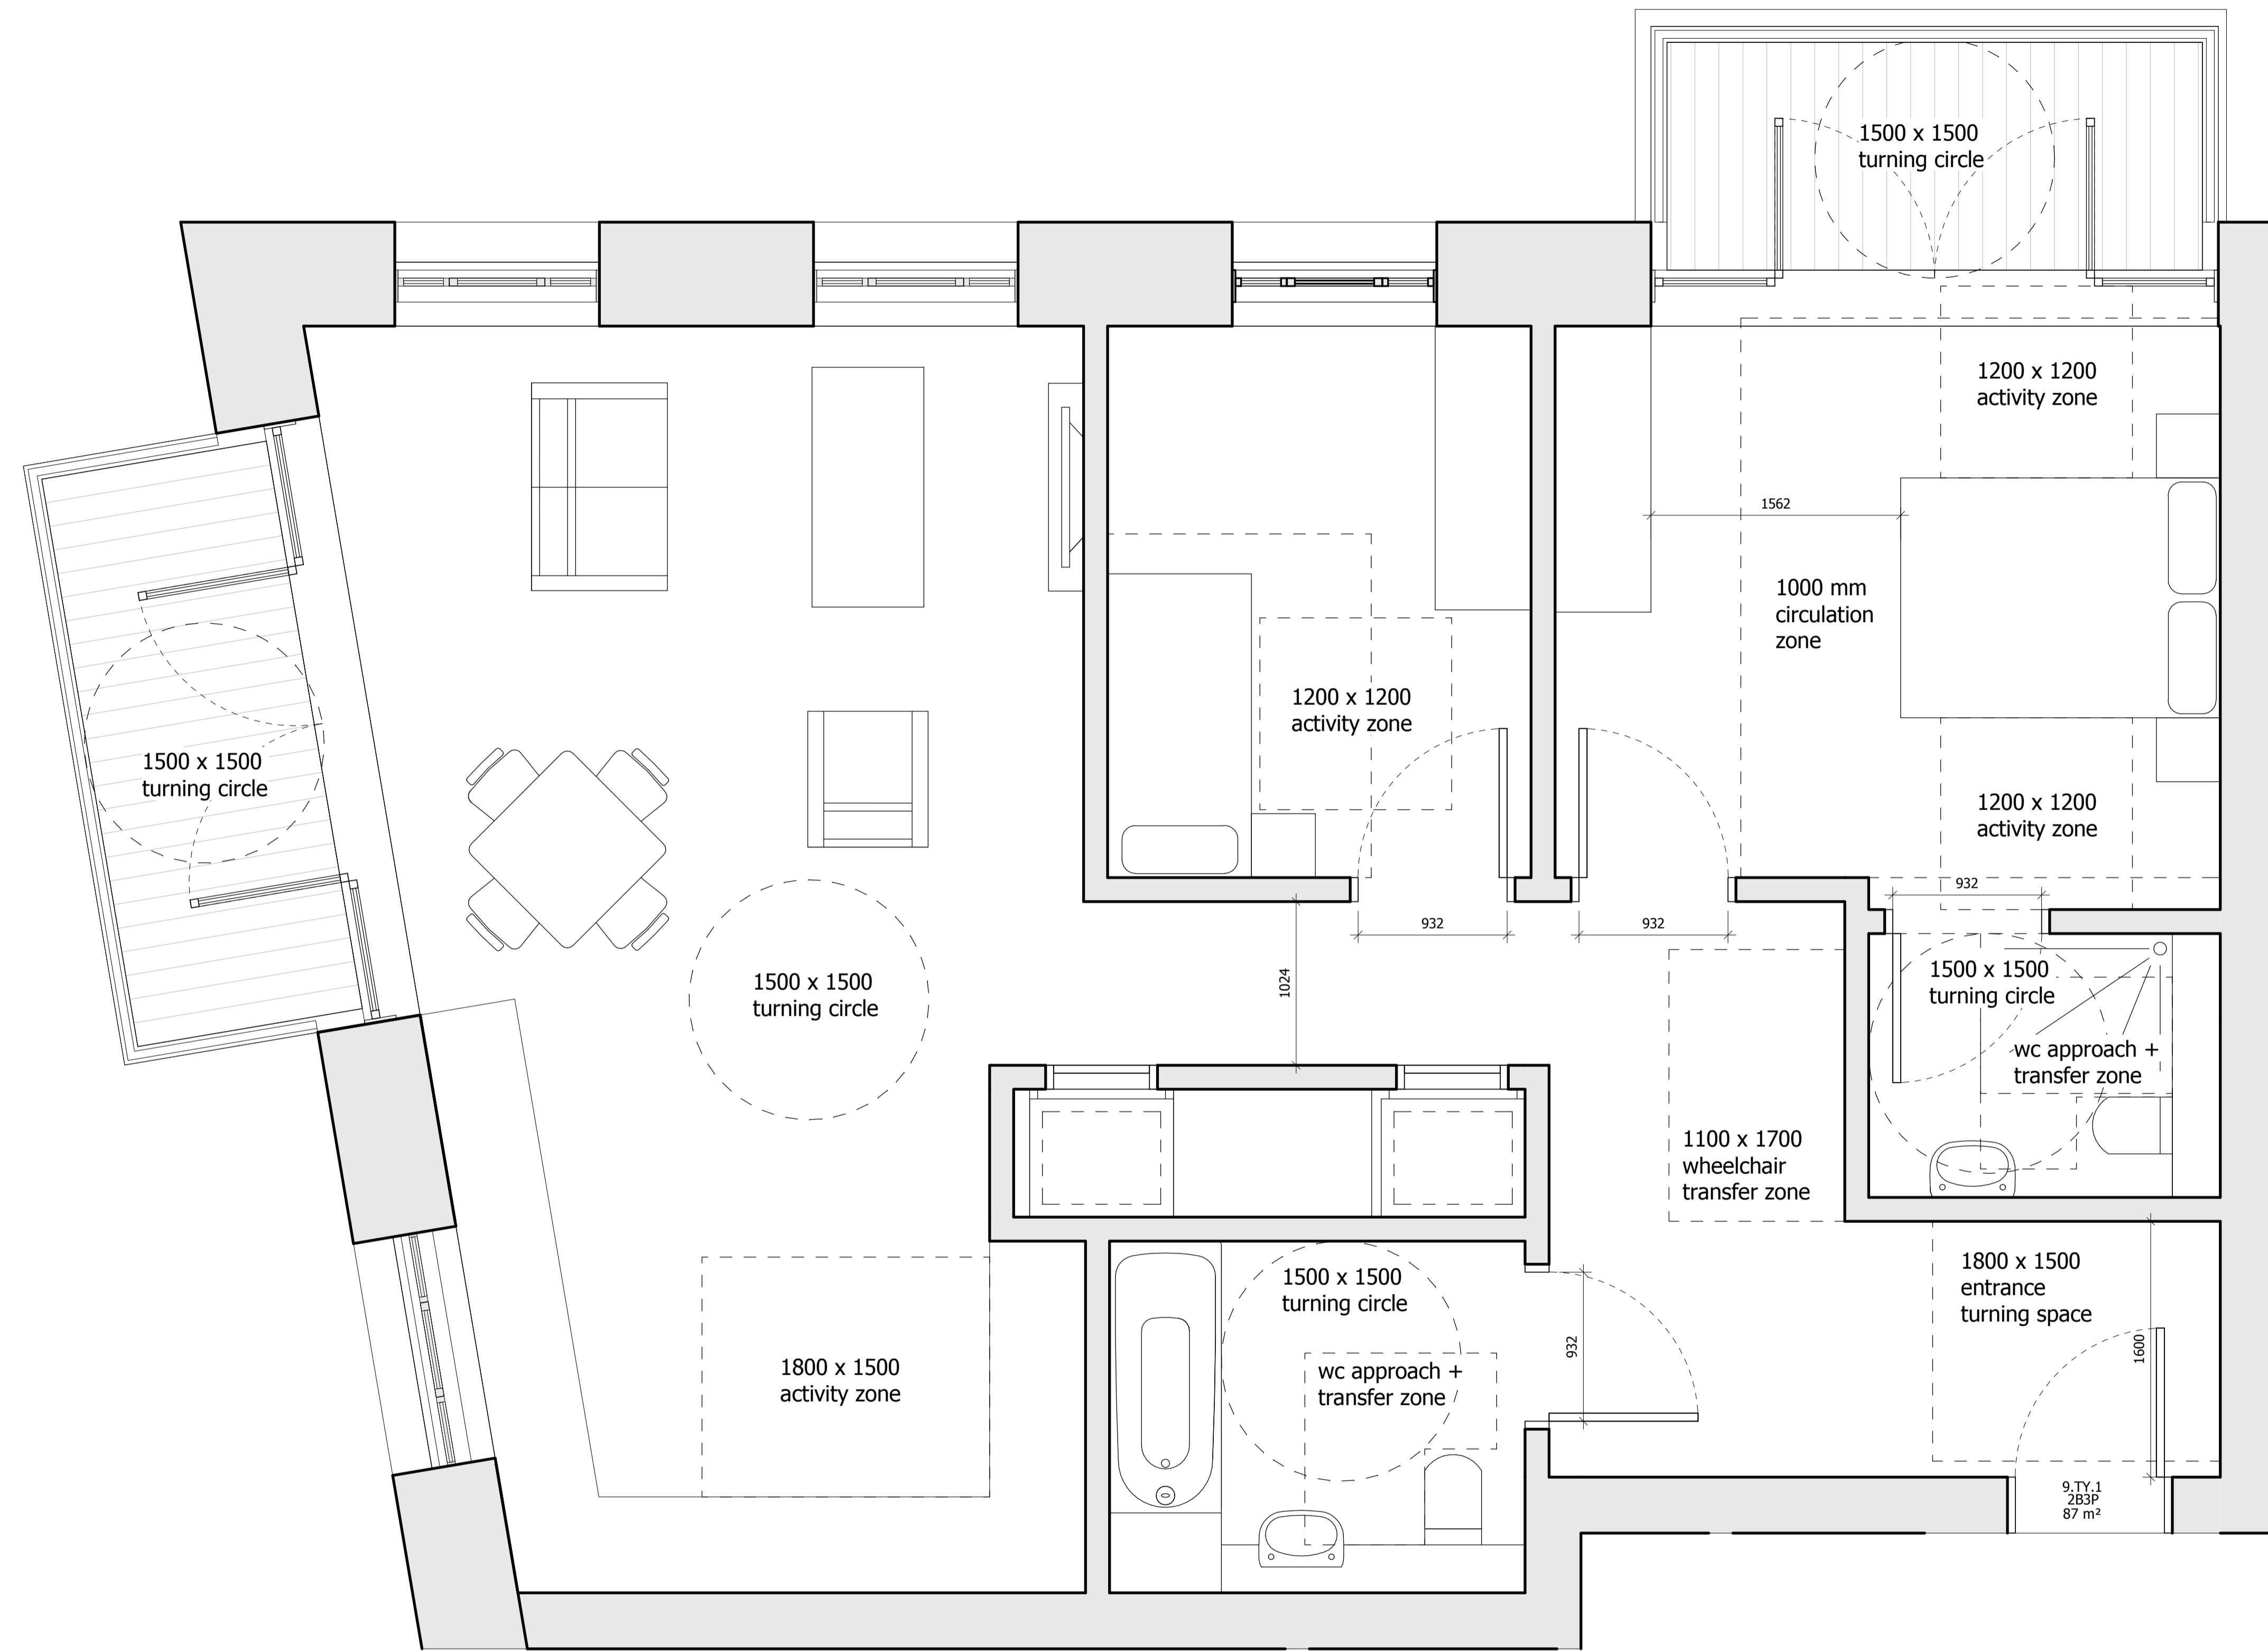 1500 x 1500
turning circle
1200 x 1200
activity zone
1562
1000 mm
circulation
zone
1200 x 1200
activity zone
1500 x 1500
turning circle
1200 x 1200
activity zone
932
932
932
1500 x 1500
turning circle
1024
1500 x 1500
turning circle
wc approach +
transfer zone
1100 x 1700
wheelchair
transfer zone
1800 x 1500
entrance
turning space
1500 x 1500
turning circle
932
1600
1800 x 1500
activity zone
wc approach +
transfer zone
9.TY.1
2B3P
87 m²